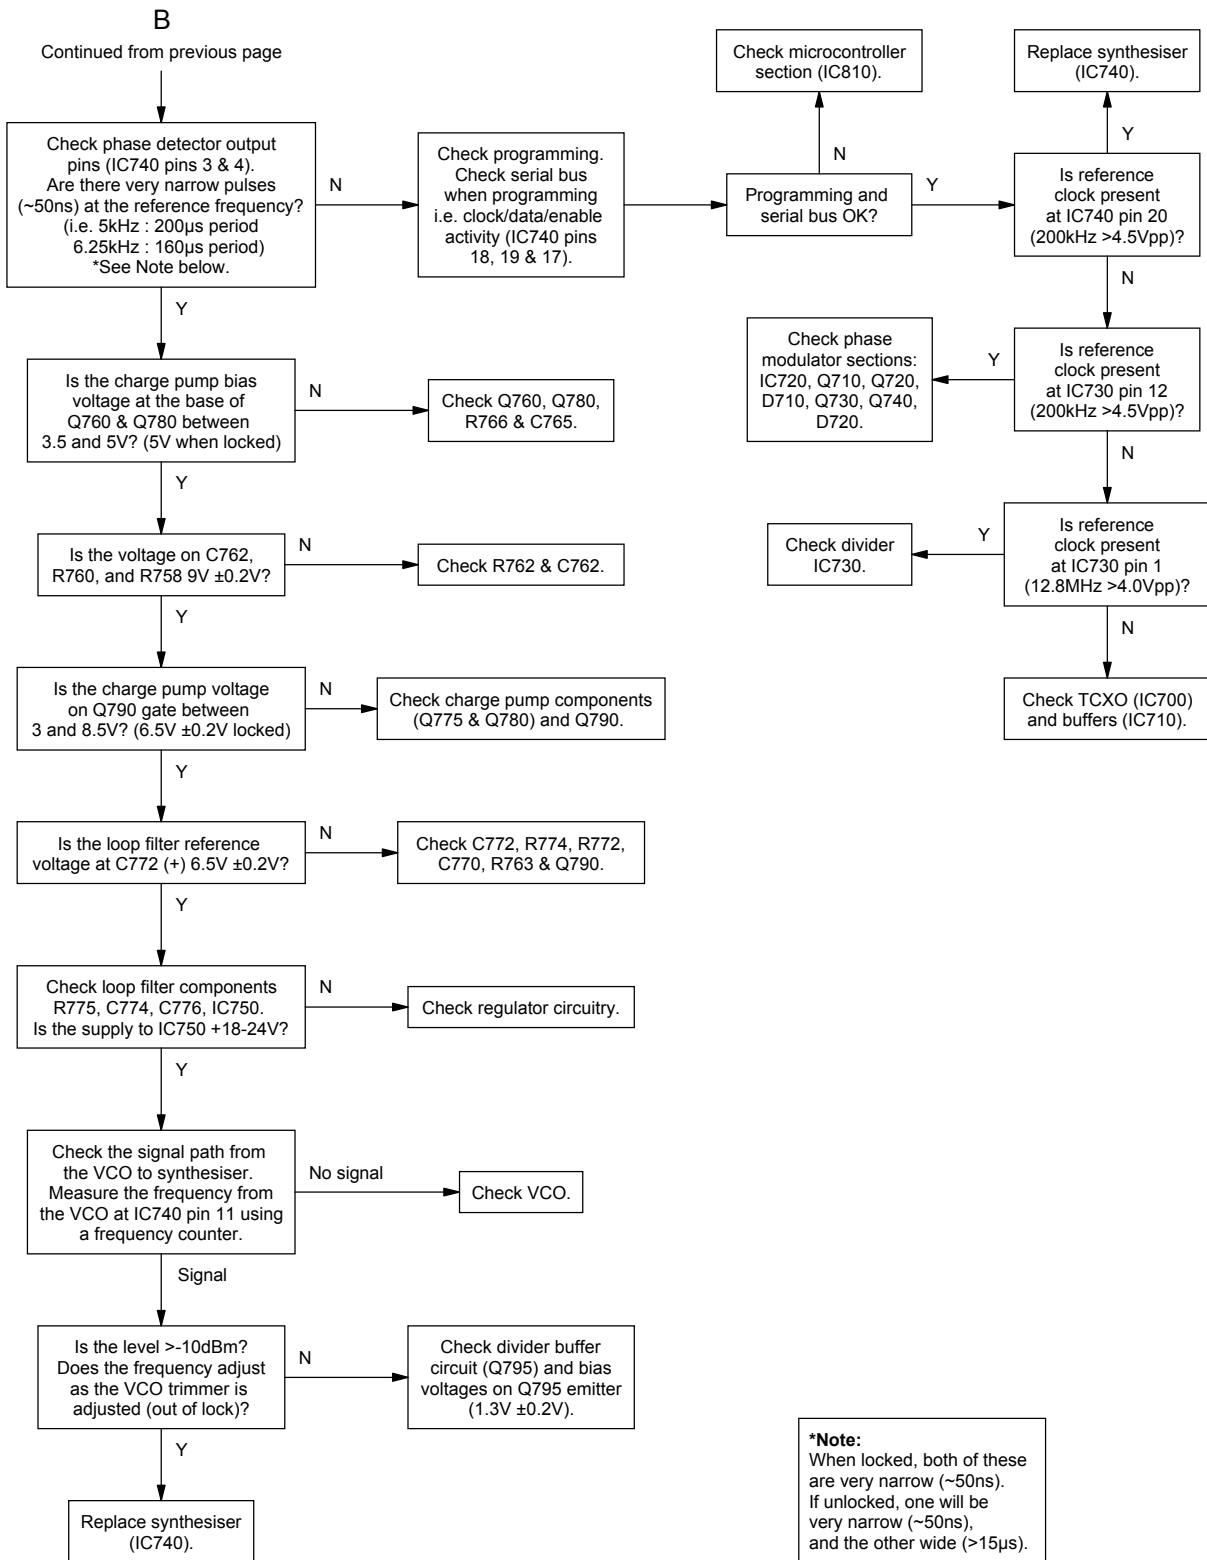 B
Continued from previous page
Check phase detector output
pins (IC740 pins 3 & 4).
Are there very narrow pulses
(~50ns) at the reference frequency?
(i.e. 5kHz : 200µs period
6.25kHz : 160µs period)
*See Note below.
N
Check programming.
Check serial bus
when programming
i.e. clock/data/enable
activity (IC740 pins
18, 19 & 17).
Check microcontroller
section (IC810).
N
Programming and
serial bus OK?
Y
Replace synthesiser
(IC740).
Y
Is reference
clock present
at IC740 pin 20
(200kHz >4.5Vpp)?
N
Y
Is the charge pump bias
voltage at the base of
Q760 & Q780 between
3.5 and 5V? (5V when locked)
N
Check Q760, Q780,
R766 & C765.
Check phase
modulator sections:
IC720, Q710, Q720,
D710, Q730, Q740,
D720.
Y
Is reference
clock present
at IC730 pin 12
(200kHz >4.5Vpp)?
N
Y
Is the voltage on C762,
R760, and R758 9V ±0.2V?
N
Check R762 & C762.
Check divider
IC730.
Y
Is reference
clock present
at IC730 pin 1
(12.8MHz >4.0Vpp)?
N
Y
Is the charge pump voltage
on Q790 gate between
3 and 8.5V? (6.5V ±0.2V locked)
N
Check charge pump components
(Q775 & Q780) and Q790.
Check TCXO (IC700)
and buffers (IC710).
Y
Is the loop filter reference
voltage at C772 (+) 6.5V ±0.2V?
N
Check C772, R774, R772,
C770, R763 & Q790.
Y
Check loop filter components
R775, C774, C776, IC750.
Is the supply to IC750 +18-24V?
N
Check regulator circuitry.
Y
Check the signal path from
the VCO to synthesiser.
Measure the frequency from
the VCO at IC740 pin 11 using
a frequency counter.
No signal
Check VCO.
Signal
Is the level >-10dBm?
Does the frequency adjust
as the VCO trimmer is
adjusted (out of lock)?
N
Check divider buffer
circuit (Q795) and bias
voltages on Q795 emitter
(1.3V ±0.2V).
Y
Replace synthesiser
(IC740).
*Note:
When locked, both of these
are very narrow (~50ns).
If unlocked, one will be
very narrow (~50ns),
and the other wide (>15µs).